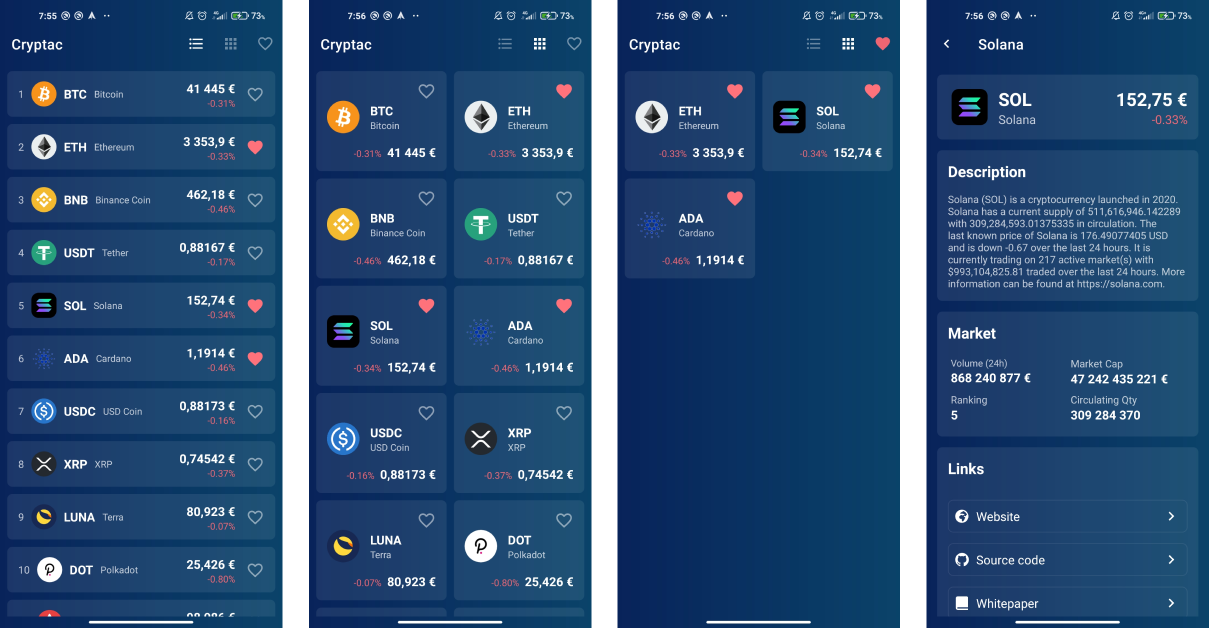 7:55 73%
Cryptac
1 BTC Bitcoin 41 445 € -0.31%
2 ETH Ethereum 3 353,9 € -0.33%
3 BNB Binance Coin 462,18 € -0.46%
4 USDT Tether 0,88167 € -0.17%
5 SOL Solana 152,74 € -0.34%
6 ADA Cardano 1,1914 € -0.46%
7 USDC USD Coin 0,88173 € -0.16%
8 XRP XRP 0,74542 € -0.37%
9 LUNA Terra 80,923 € -0.07%
10 DOT Polkadot 25,426 € -0.80%
7:56 73%
Cryptac
BTC
Bitcoin
-0.31% 41 445 €
ETH
Ethereum
-0.33% 3 353,9 €
BNB
Binance Coin
-0.46% 462,18 €
USDT
Tether
-0.17% 0,88167 €
SOL
Solana
-0.34% 152,74 €
ADA
Cardano
-0.46% 1,1914 €
USDC
USD Coin
-0.16% 0,88173 €
XRP
XRP
-0.37% 0,74542 €
LUNA
Terra
-0.07% 80,923 €
DOT
Polkadot
-0.80% 25,426 €
7:56 73%
Cryptac
ETH
Ethereum
-0.33% 3 353,9 €
SOL
Solana
-0.34% 152,74 €
ADA
Cardano
-0.46% 1,1914 €
7:56 73%
Solana
SOL 152,75 €
Solana -0.33%
Description
Solana (SOL) is a cryptocurrency launched in 2020.
Solana has a current supply of 511,616,946.142289
with 309,284,593.01375335 in circulation. The
last known price of Solana is 176.49077405 USD
and is down -0.67 over the last 24 hours. It is
currently trading on 217 active market(s) with
$993,104,825.81 traded over the last 24 hours. More
information can be found at https://solana.com.
Market
Volume (24h) Market Cap
868 240 877 € 47 242 435 221 €
Ranking Circulating Qty
5 309 284 370
Links
Website
Source code
Whitepaper